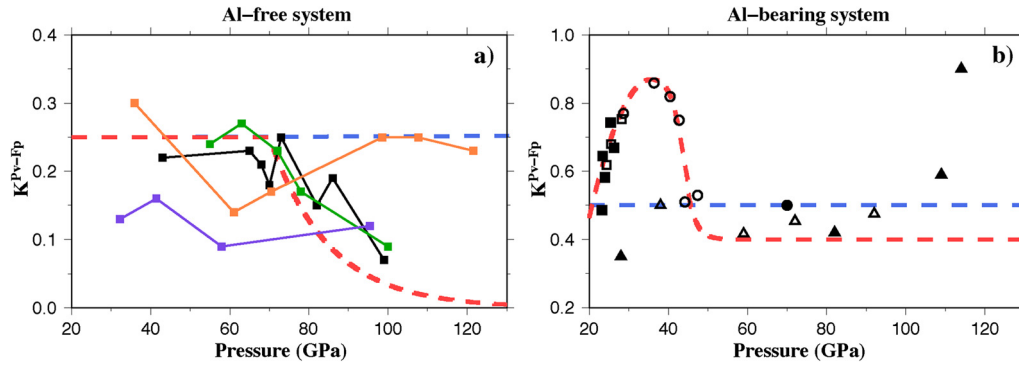 Al−free system
Al−bearing system
a)
b)
K^Pv−Fp
0.4
0.3
0.2
0.1
0.0
20 40 60 80 100 120
Pressure (GPa)
K^Pv−Fp
1.0
0.8
0.6
0.4
0.2
20 40 60 80 100 120
Pressure (GPa)